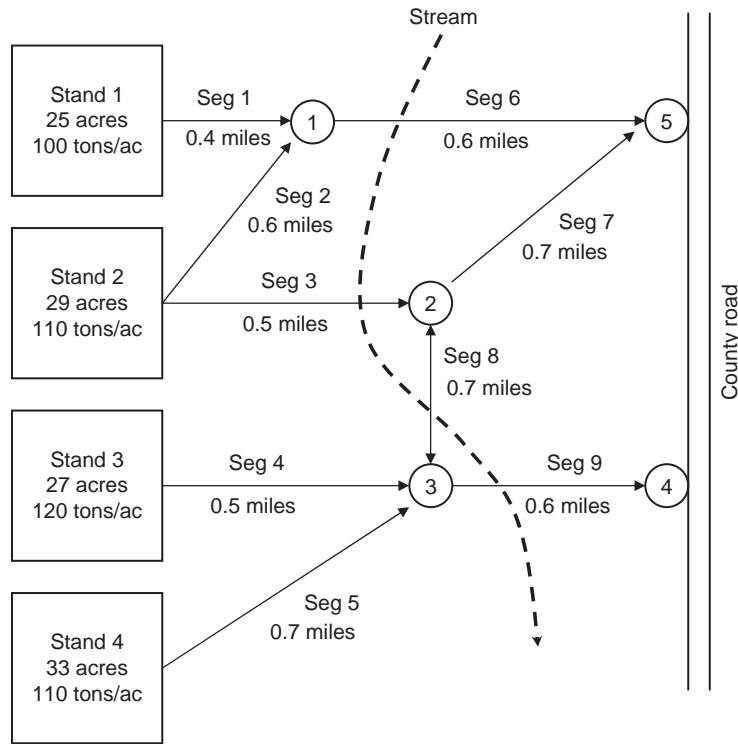 Stream
Stand 1
25 acres
100 tons/ac
Seg 1
0.4 miles
1
Seg 6
0.6 miles
5
Seg 2
0.6 miles
Stand 2
29 acres
110 tons/ac
Seg 3
0.5 miles
2
Seg 7
0.7 miles
Seg 8
0.7 miles
County road
Stand 3
27 acres
120 tons/ac
Seg 4
0.5 miles
3
Seg 9
0.6 miles
4
Stand 4
33 acres
110 tons/ac
Seg 5
0.7 miles